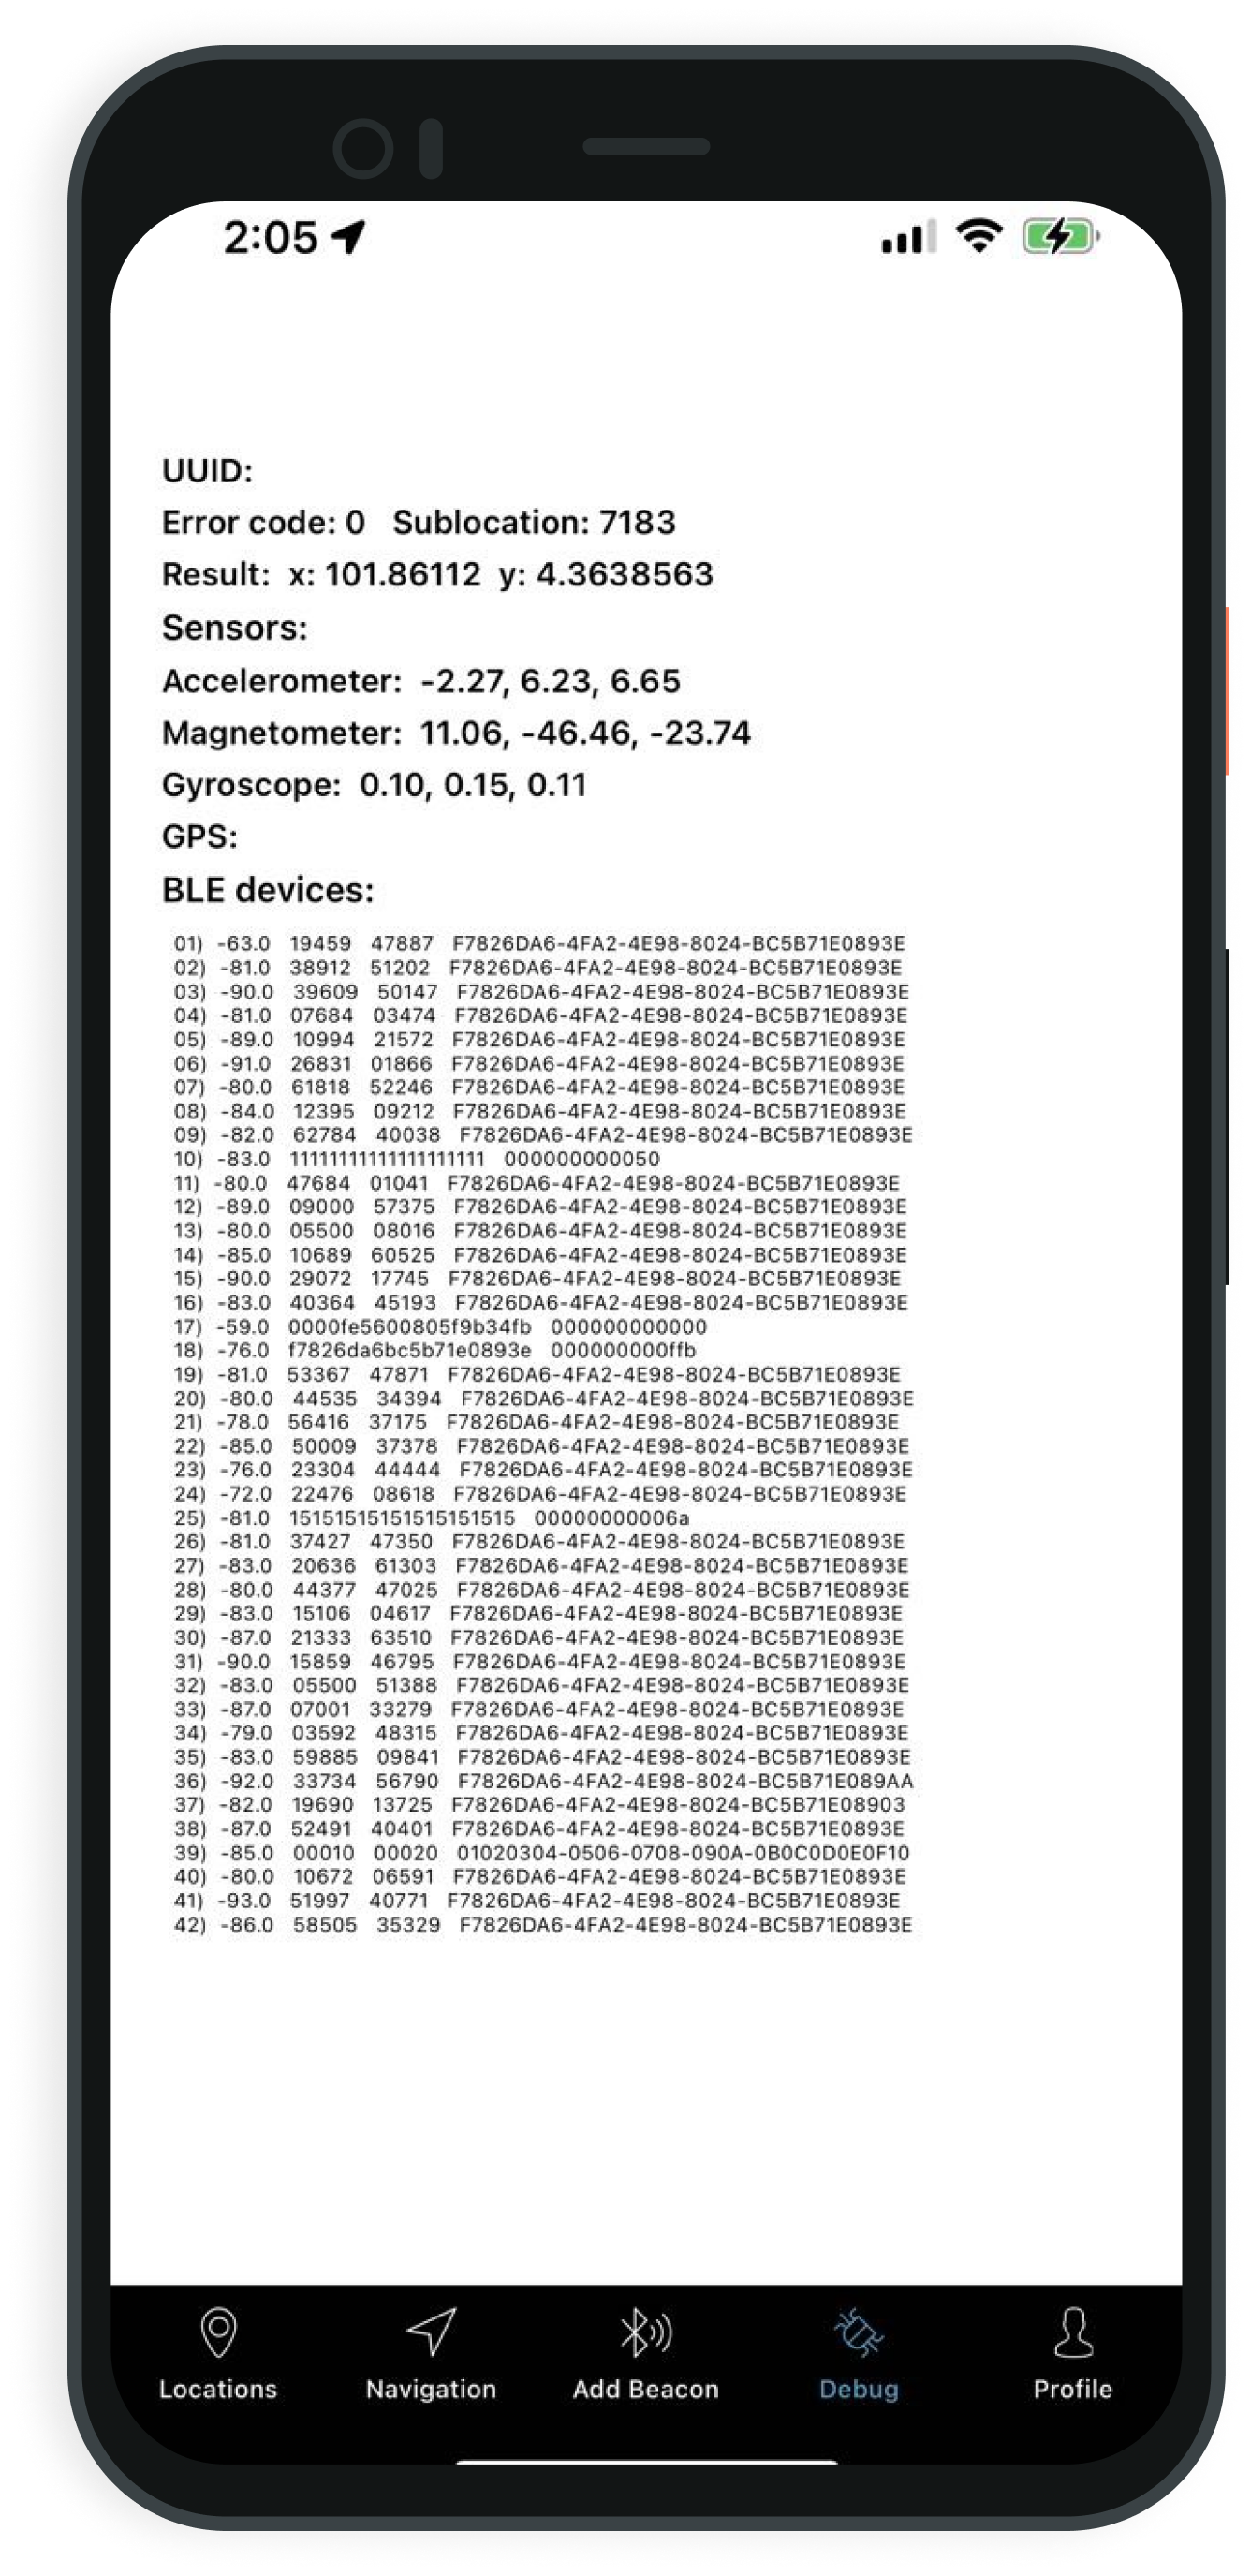 2:05
UUID:
Error code: 0 Sublocation: 7183
Result: x: 101.86112 y: 4.3638563
Sensors:
Accelerometer: -2.27, 6.23, 6.65
Magnetometer: 11.06, -46.46, -23.74
Gyroscope: 0.10, 0.15, 0.11
GPS:
BLE devices:
01) -63.0 19459 47887 F7826DA6-4FA2-4E98-8024-BC5B71E0893E
02) -81.0 38912 51202 F7826DA6-4FA2-4E98-8024-BC5B71E0893E
03) -90.0 39609 50147 F7826DA6-4FA2-4E98-8024-BC5B71E0893E
04) -81.0 07684 03474 F7826DA6-4FA2-4E98-8024-BC5B71E0893E
05) -89.0 10994 21572 F7826DA6-4FA2-4E98-8024-BC5B71E0893E
06) -91.0 26831 01866 F7826DA6-4FA2-4E98-8024-BC5B71E0893E
07) -80.0 61818 52246 F7826DA6-4FA2-4E98-8024-BC5B71E0893E
08) -84.0 12395 09212 F7826DA6-4FA2-4E98-8024-BC5B71E0893E
09) -82.0 62784 40038 F7826DA6-4FA2-4E98-8024-BC5B71E0893E
10) -83.0 11111111111111111111 000000000050
11) -80.0 47684 01041 F7826DA6-4FA2-4E98-8024-BC5B71E0893E
12) -89.0 09000 57375 F7826DA6-4FA2-4E98-8024-BC5B71E0893E
13) -80.0 05500 08016 F7826DA6-4FA2-4E98-8024-BC5B71E0893E
14) -85.0 10689 60525 F7826DA6-4FA2-4E98-8024-BC5B71E0893E
15) -90.0 29072 17745 F7826DA6-4FA2-4E98-8024-BC5B71E0893E
16) -83.0 40364 45193 F7826DA6-4FA2-4E98-8024-BC5B71E0893E
17) -59.0 0000fe5600805f9b34fb 000000000000
18) -76.0 f7826da6bc5b71e0893e 000000000ffb
19) -81.0 53367 47871 F7826DA6-4FA2-4E98-8024-BC5B71E0893E
20) -80.0 44535 34394 F7826DA6-4FA2-4E98-8024-BC5B71E0893E
21) -78.0 56416 37175 F7826DA6-4FA2-4E98-8024-BC5B71E0893E
22) -85.0 50009 37378 F7826DA6-4FA2-4E98-8024-BC5B71E0893E
23) -76.0 23304 44444 F7826DA6-4FA2-4E98-8024-BC5B71E0893E
24) -72.0 22476 08618 F7826DA6-4FA2-4E98-8024-BC5B71E0893E
25) -81.0 15151515151515151515 00000000006a
26) -81.0 37427 47350 F7826DA6-4FA2-4E98-8024-BC5B71E0893E
27) -83.0 20636 61303 F7826DA6-4FA2-4E98-8024-BC5B71E0893E
28) -80.0 44377 47025 F7826DA6-4FA2-4E98-8024-BC5B71E0893E
29) -83.0 15106 04617 F7826DA6-4FA2-4E98-8024-BC5B71E0893E
30) -87.0 21333 63510 F7826DA6-4FA2-4E98-8024-BC5B71E0893E
31) -90.0 15859 46795 F7826DA6-4FA2-4E98-8024-BC5B71E0893E
32) -83.0 05500 51388 F7826DA6-4FA2-4E98-8024-BC5B71E0893E
33) -87.0 07001 33279 F7826DA6-4FA2-4E98-8024-BC5B71E0893E
34) -79.0 03592 48315 F7826DA6-4FA2-4E98-8024-BC5B71E0893E
35) -83.0 59885 09841 F7826DA6-4FA2-4E98-8024-BC5B71E0893E
36) -92.0 33734 56790 F7826DA6-4FA2-4E98-8024-BC5B71E089AA
37) -82.0 19690 13725 F7826DA6-4FA2-4E98-8024-BC5B71E08903
38) -87.0 52491 40401 F7826DA6-4FA2-4E98-8024-BC5B71E0893E
39) -85.0 00010 00020 01020304-0506-0708-090A-0B0C0D0E0F10
40) -80.0 10672 06591 F7826DA6-4FA2-4E98-8024-BC5B71E0893E
41) -93.0 51997 40771 F7826DA6-4FA2-4E98-8024-BC5B71E0893E
42) -86.0 58505 35329 F7826DA6-4FA2-4E98-8024-BC5B71E0893E
Locations Navigation Add Beacon Debug Profile